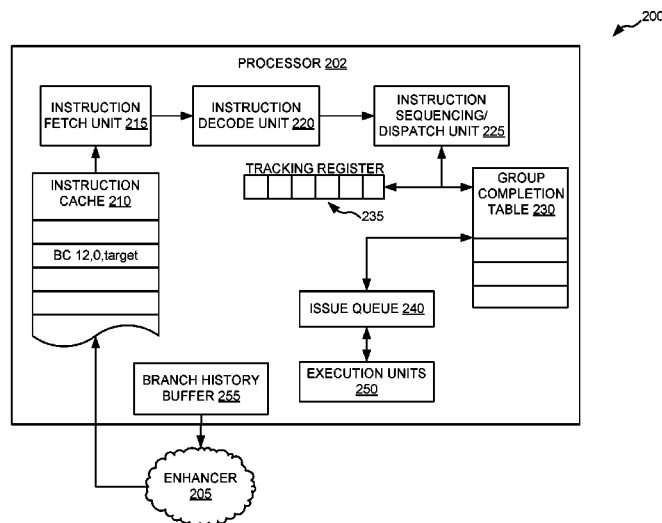 200
PROCESSOR 202
INSTRUCTION
FETCH UNIT 215
INSTRUCTION
DECODE UNIT 220
INSTRUCTION
SEQUENCING/
DISPATCH UNIT 225
TRACKING REGISTER
235
GROUP
COMPLETION
TABLE 230
INSTRUCTION
CACHE 210
BC 12,0,target
ISSUE QUEUE 240
EXECUTION UNITS
250
BRANCH HISTORY
BUFFER 255
ENHANCER
205